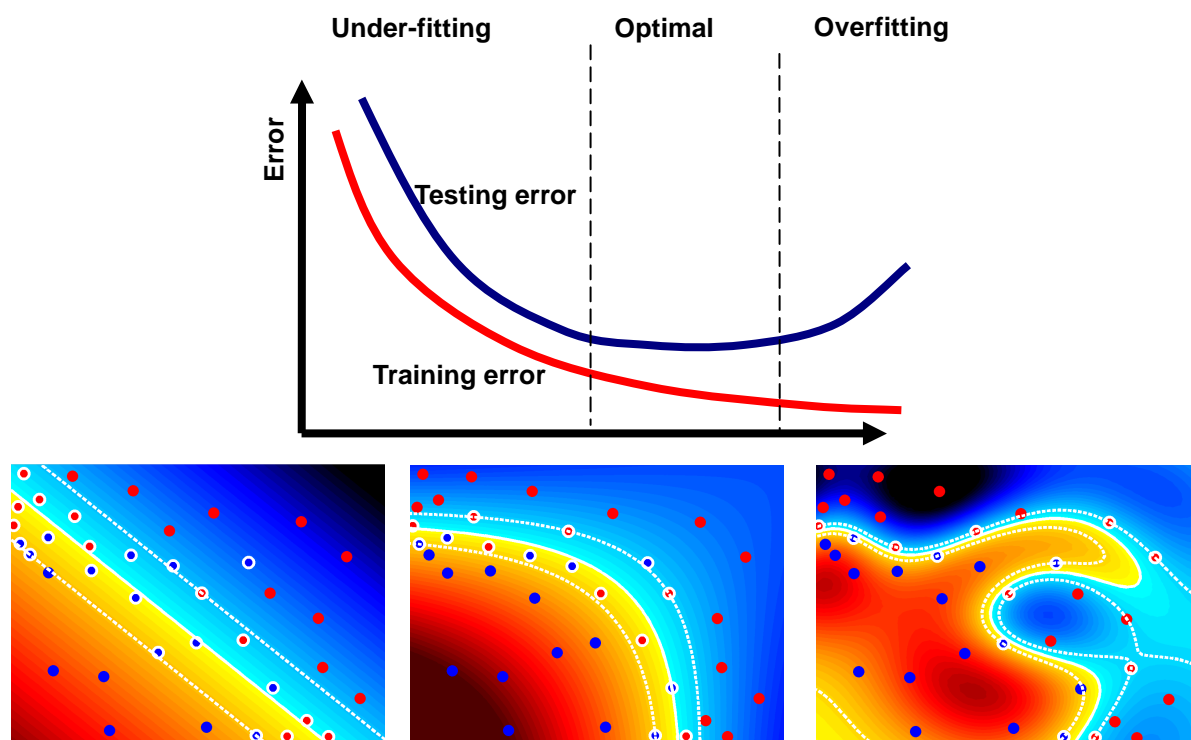 Under-fitting
Optimal
Overfitting
Error
Testing error
Training error